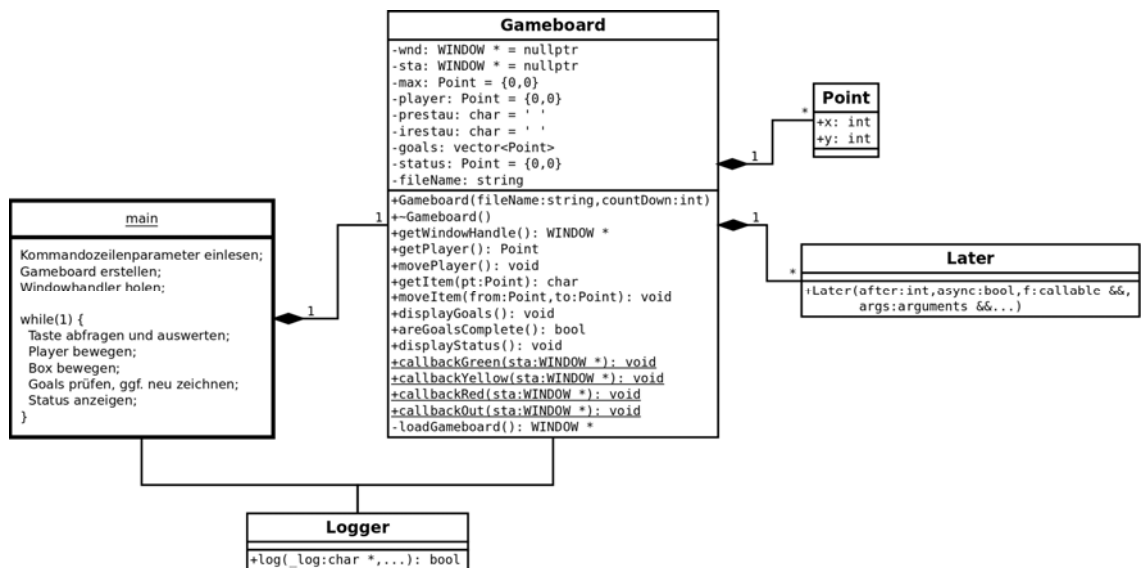 Gameboard
-wnd: WINDOW * = nullptr
-sta: WINDOW * = nullptr
-max: Point = {0,0}
-player: Point = {0,0}
-prestau: char = ' '
-irestau: char = ' '
-goals: vector<Point>
-status: Point = {0,0}
-fileName: string
+Gameboard(fileName:string,countDown:int)
+~Gameboard()
+getWindowHandle(): WINDOW *
+getPlayer(): Point
+movePlayer(): void
+getItem(pt:Point): char
+moveItem(from:Point,to:Point): void
+displayGoals(): void
+areGoalsComplete(): bool
+displayStatus(): void
+callbackGreen(sta:WINDOW *): void
+callbackYellow(sta:WINDOW *): void
+callbackRed(sta:WINDOW *): void
+callbackOut(sta:WINDOW *): void
-loadGameboard(): WINDOW *
1
*
Point
+x: int
+y: int
1
*
Later
+Later(after:int,async:bool,f:callable &&,
args:arguments &&...)
main
Kommandozeilenparameter einlesen;
Gameboard erstellen;
Windowhandler holen;
while(1) {
Taste abfragen und auswerten;
Player bewegen;
Box bewegen;
Goals prüfen, ggf. neu zeichnen;
Status anzeigen;
}
1
1
Logger
+log(_log:char *,...): bool